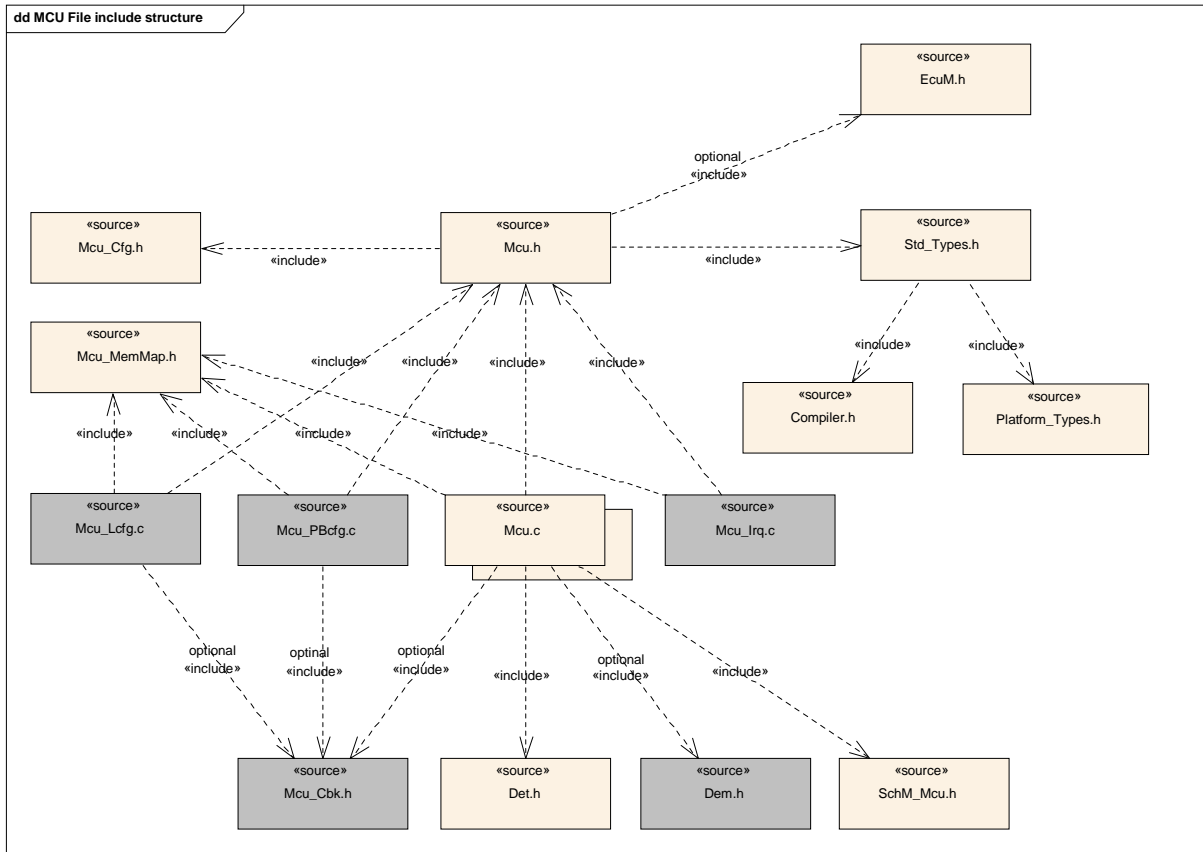 dd MCU File include structure
«source»
EcuM.h
optional
«include»
«source»
Mcu_Cfg.h
«source»
Mcu.h
«source»
Std_Types.h
«include»
«include»
«source»
Mcu_MemMap.h
«include»
«include»
«include»
«include»
«include»
«include»
«source»
Compiler.h
«source»
Platform_Types.h
«include»
«include»
«include»
«include»
«source»
Mcu_Lcfg.c
«source»
Mcu_PBcfg.c
«source»
Mcu.c
«source»
Mcu_Irq.c
optional
«include»
optinal
«include»
optional
«include»
«include»
optional
«include»
«include»
«source»
Mcu_Cbk.h
«source»
Det.h
«source»
Dem.h
«source»
SchM_Mcu.h